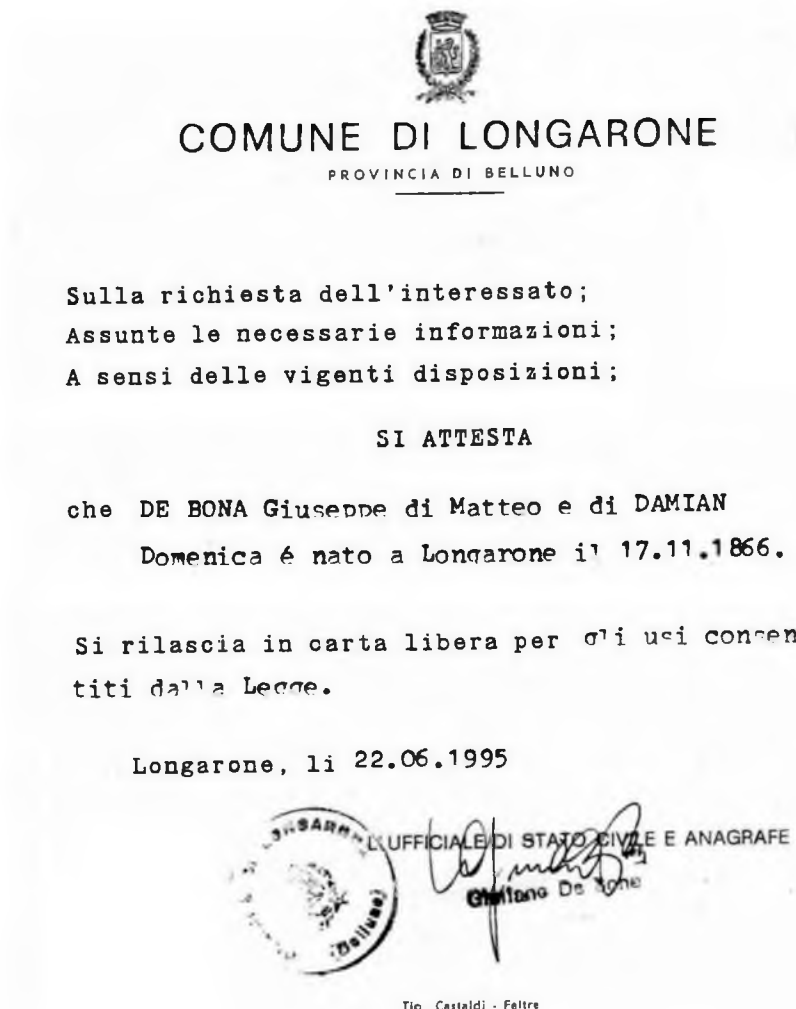 COMUNE DI LONGARONE
PROVINCIA DI BELLUNO
Sulla richiesta dell'interessato;
Assunte le necessarie informazioni;
A sensi delle vigenti disposizioni;
SI ATTESTA
che DE BONA Giuseppe di Matteo e di DAMIAN
Domenica é nato a Longarone il 17.11.1866.
Si rilascia in carta libera per gli usi consen
titi dalla Legge.
Longarone, li 22.06.1995
L'UFFICIALE DI STATO CIVILE E ANAGRAFE
Giuliano De
(Belluno)
Tip. Castaldi - Feltre